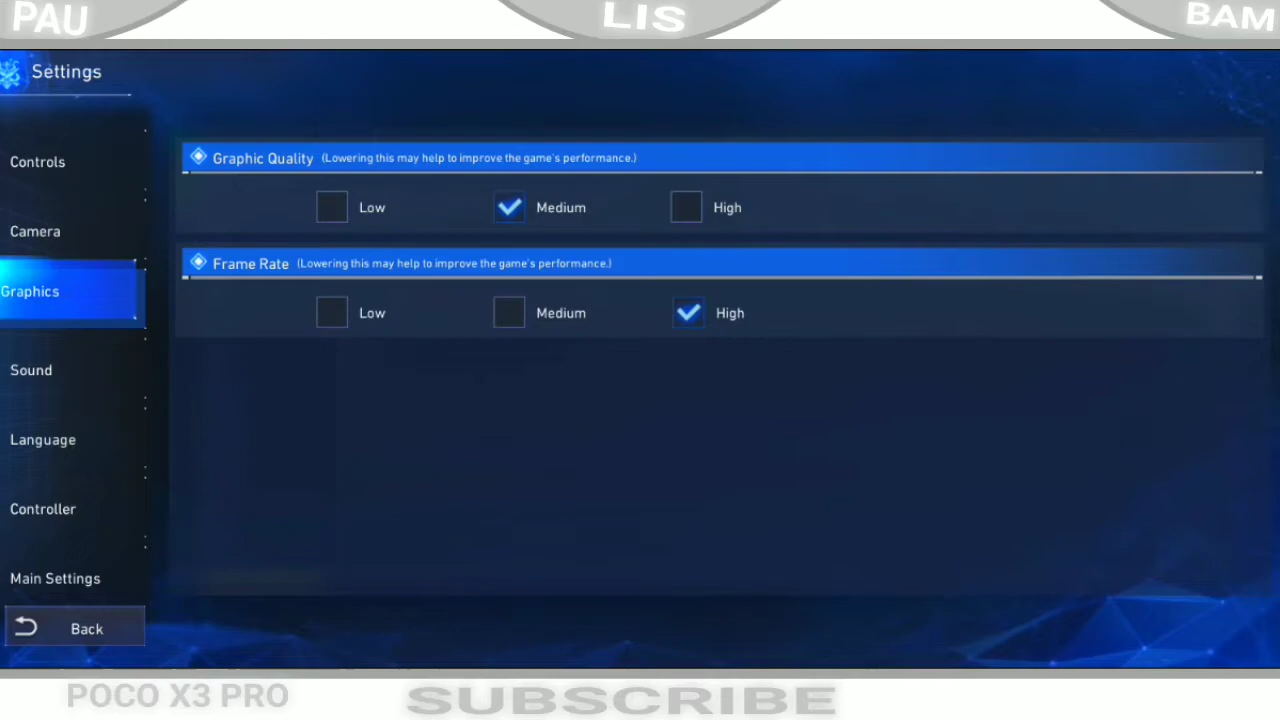 PAU LIS BAM
Settings
Controls
Camera
Graphics
Sound
Language
Controller
Main Settings
Back
Graphic Quality (Lowering this may help to improve the game's performance.)
Low Medium High
Frame Rate (Lowering this may help to improve the game's performance.)
Low Medium High
POCO X3 PRO SUBSCRIBE